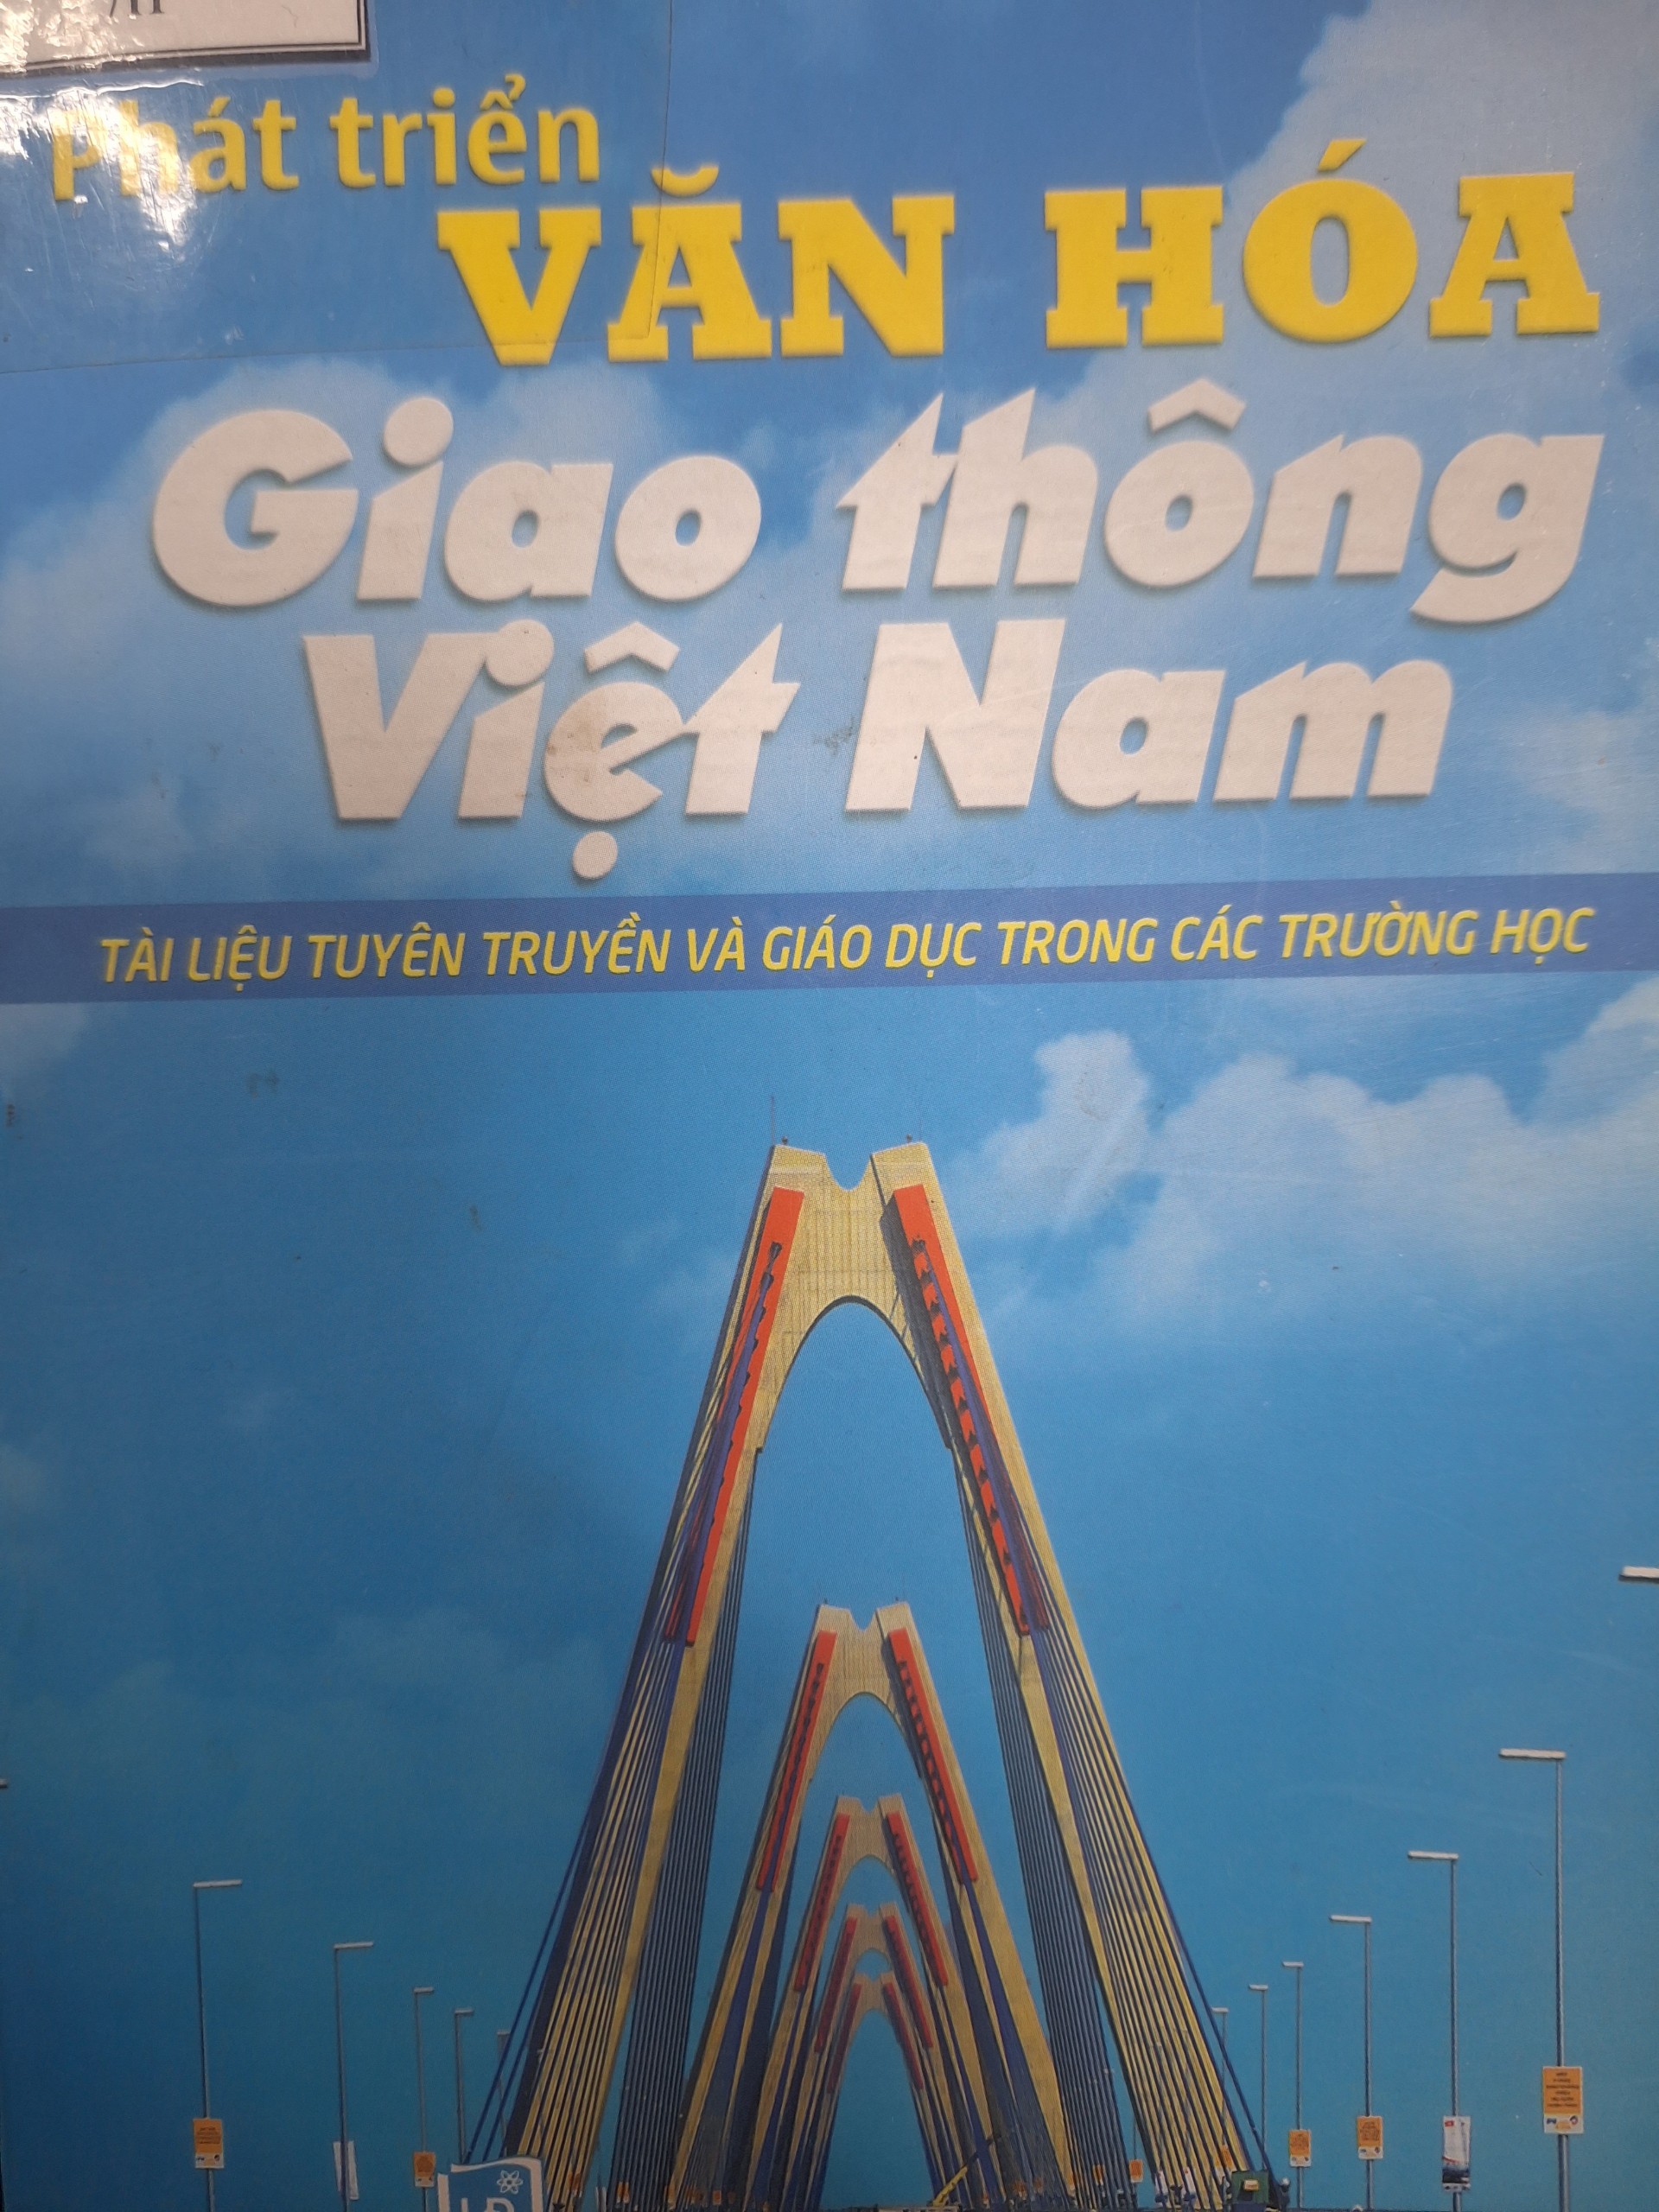 Phát triển
VĂN HÓA
Giao thông
Việt Nam
TÀI LIỆU TUYÊN TRUYỀN VÀ GIÁO DỤC TRONG CÁC TRƯỜNG HỌC